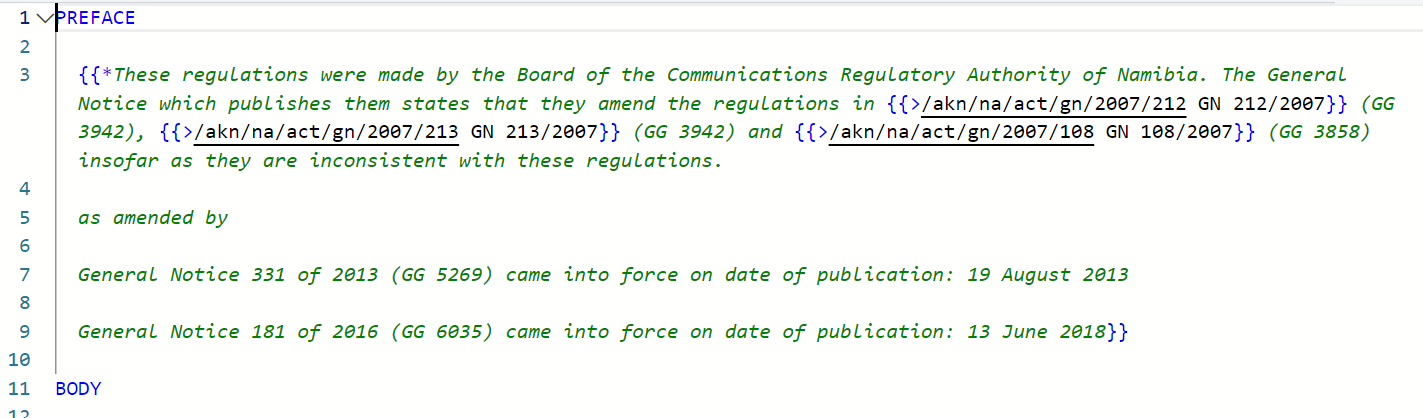 1 PREFACE
2
3 {{*These regulations were made by the Board of the Communications Regulatory Authority of Namibia. The General
Notice which publishes them states that they amend the regulations in {{>/akn/na/act/gn/2007/212 GN 212/2007}} (GG
3942), {{>/akn/na/act/gn/2007/213 GN 213/2007}} (GG 3942) and {{>/akn/na/act/gn/2007/108 GN 108/2007}} (GG 3858)
insofar as they are inconsistent with these regulations.
4
5 as amended by
6
7 General Notice 331 of 2013 (GG 5269) came into force on date of publication: 19 August 2013
8
9 General Notice 181 of 2016 (GG 6035) came into force on date of publication: 13 June 2018}}
10
11 BODY
12